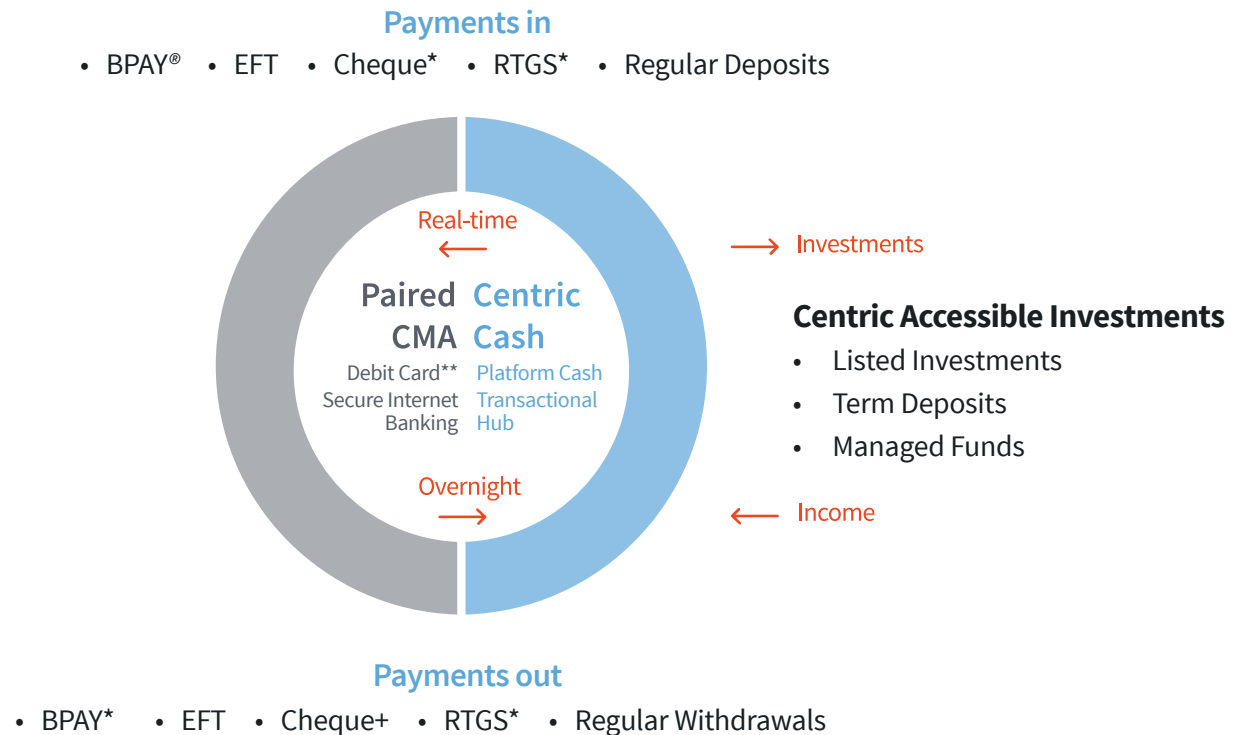 Payments in
• BPAY® • EFT • Cheque* • RTGS* • Regular Deposits
Real-time
Paired Centric
CMA Cash
Debit Card** Platform Cash
Secure Internet Transactional
Banking Hub
Overnight
Investments
Centric Accessible Investments
• Listed Investments
• Term Deposits
• Managed Funds
Income
Payments out
• BPAY* • EFT • Cheque+ • RTGS* • Regular Withdrawals